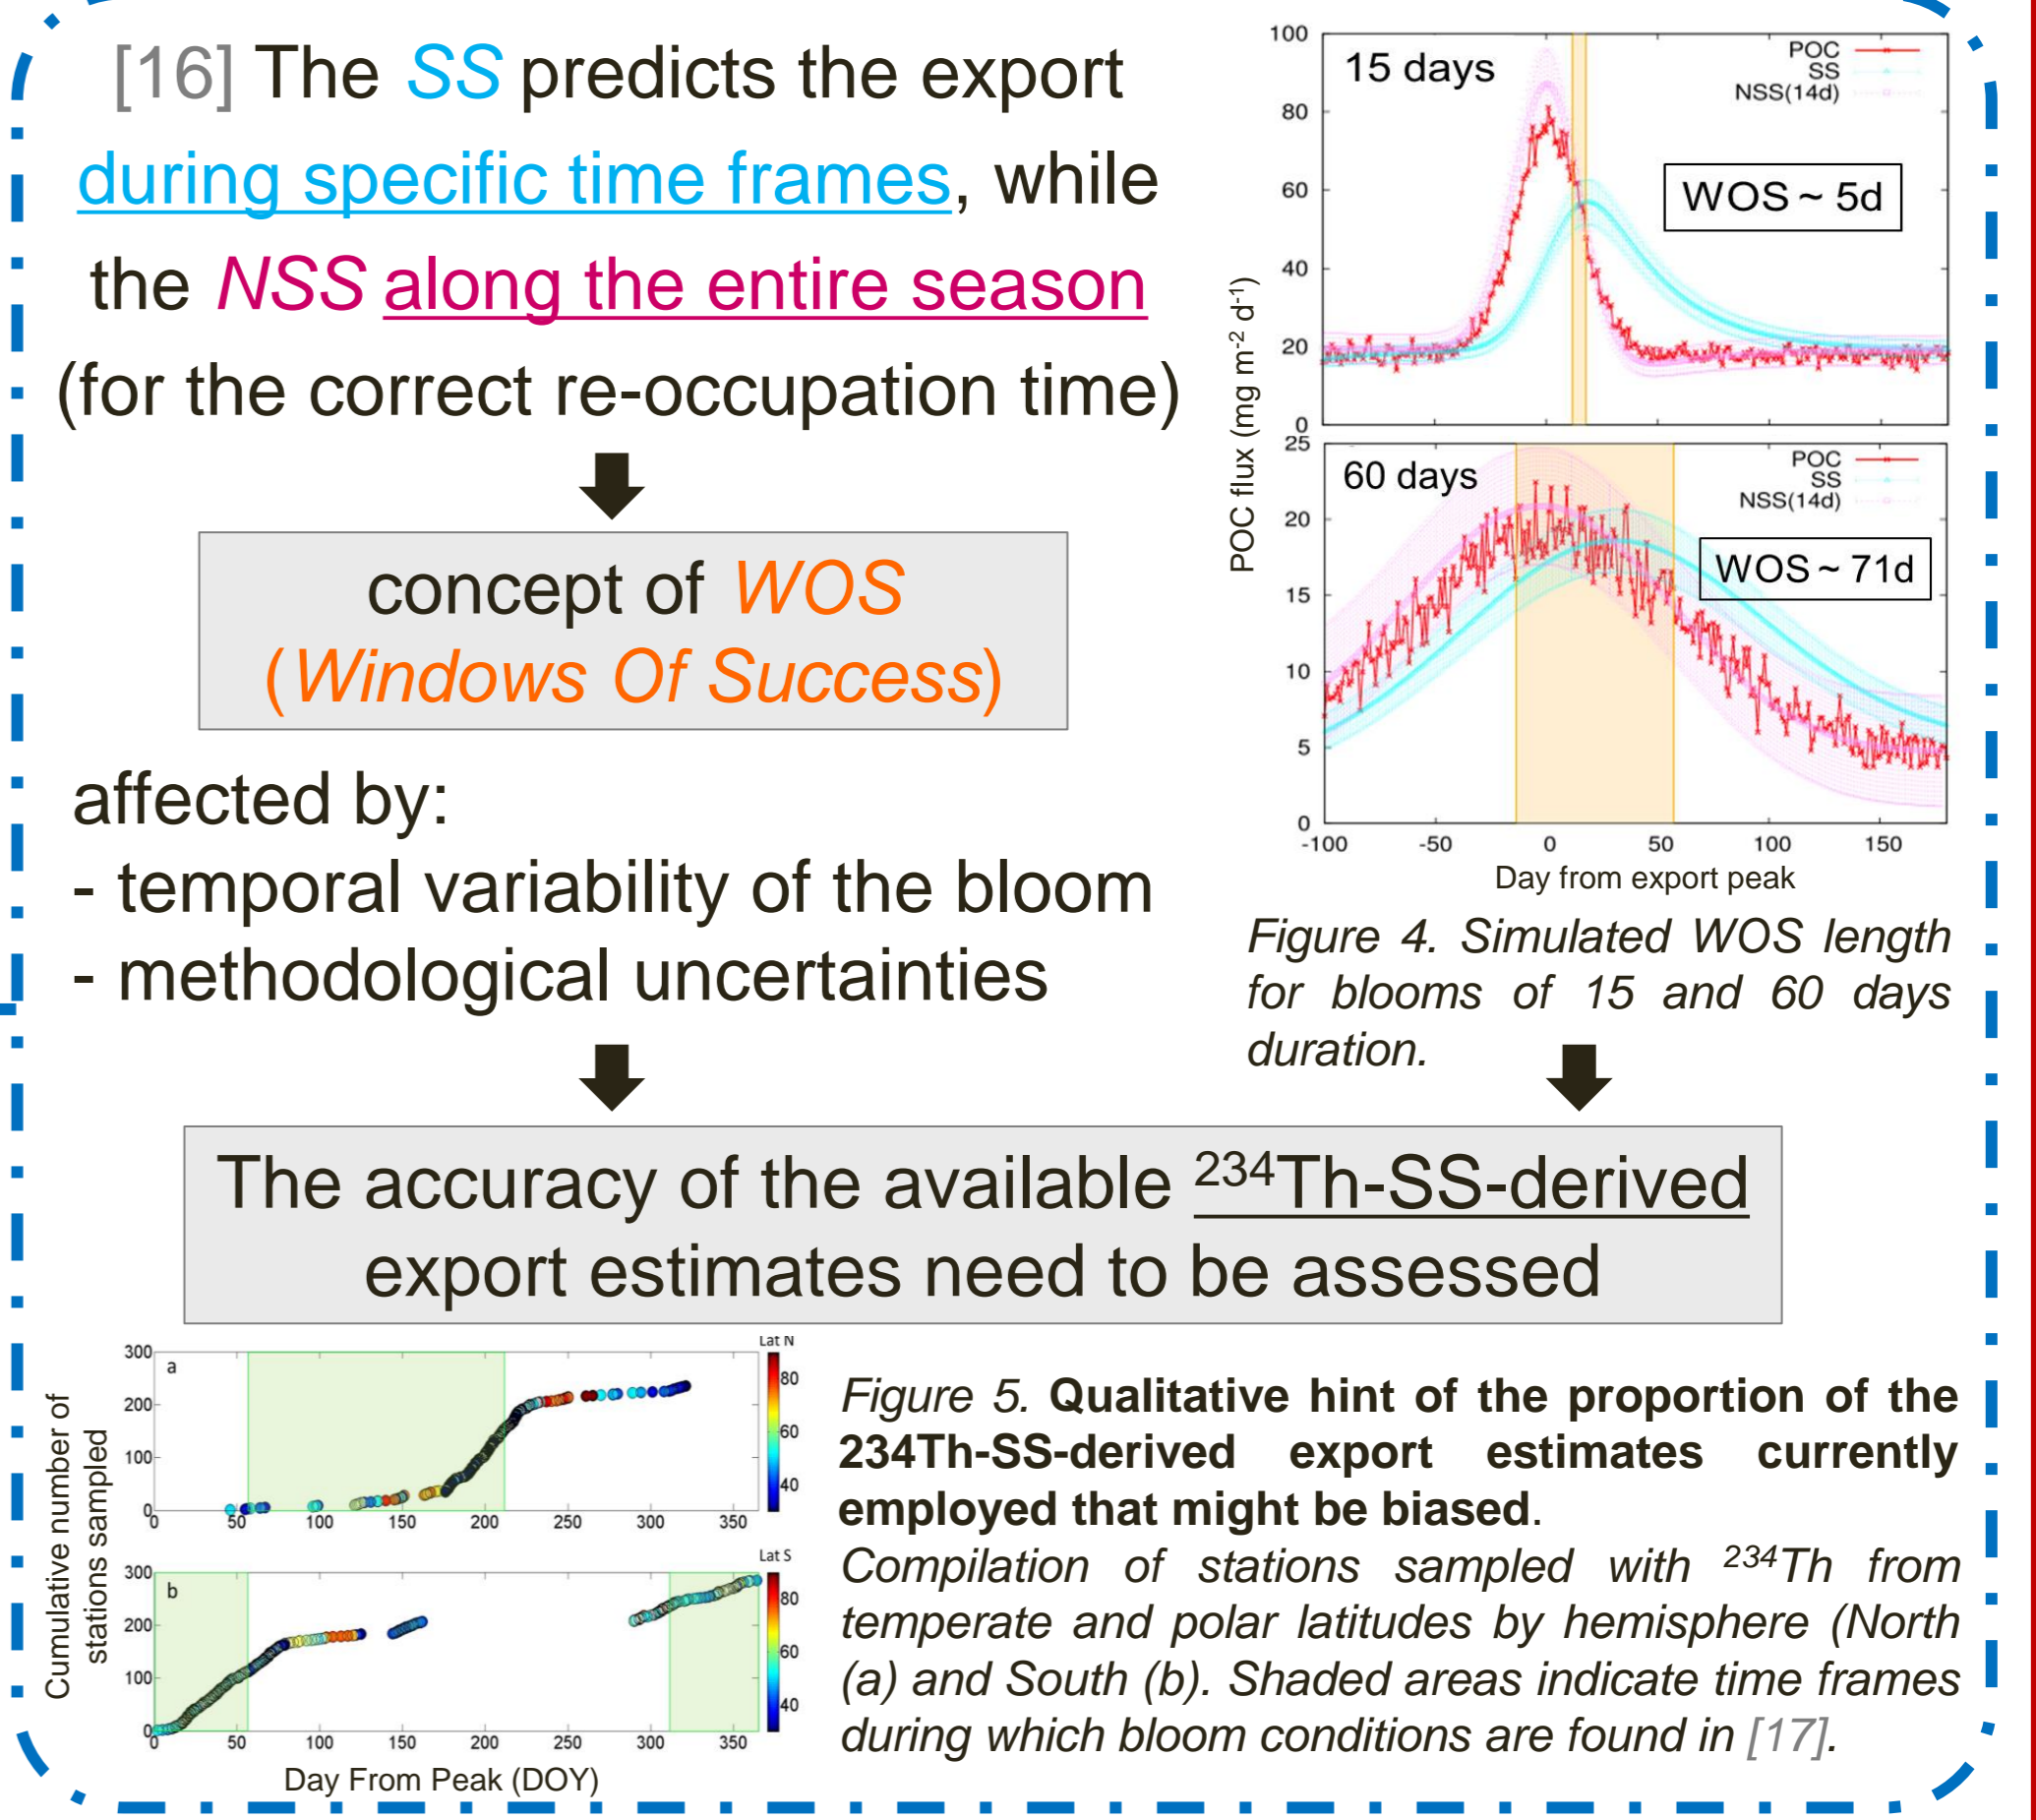 [16] The SS predicts the export
during specific time frames, while
the NSS along the entire season
(for the correct re-occupation time)
concept of WOS
(Windows Of Success)
affected by:
- temporal variability of the bloom
- methodological uncertainties
POC flux (mg m⁻² d⁻¹)
100
80
60
40
20
0
15 days
POC
SS
NSS(14d)
WOS ~ 5d
25
20
15
10
5
0
60 days
POC
SS
NSS(14d)
WOS ~ 71d
-100 -50 0 50 100 150
Day from export peak
Figure 4. Simulated WOS length
for blooms of 15 and 60 days
duration.
The accuracy of the available ²³⁴Th-SS-derived
export estimates need to be assessed
Cumulative number of
stations sampled
300
200
100
0
a
0 50 100 150 200 250 300 350
Lat N
80
60
40
300
200
100
0
b
0 50 100 150 200 250 300 350
Lat S
80
60
40
Day From Peak (DOY)
Figure 5. Qualitative hint of the proportion of the
234Th-SS-derived export estimates currently
employed that might be biased.
Compilation of stations sampled with ²³⁴Th from
temperate and polar latitudes by hemisphere (North
(a) and South (b). Shaded areas indicate time frames
during which bloom conditions are found in [17].